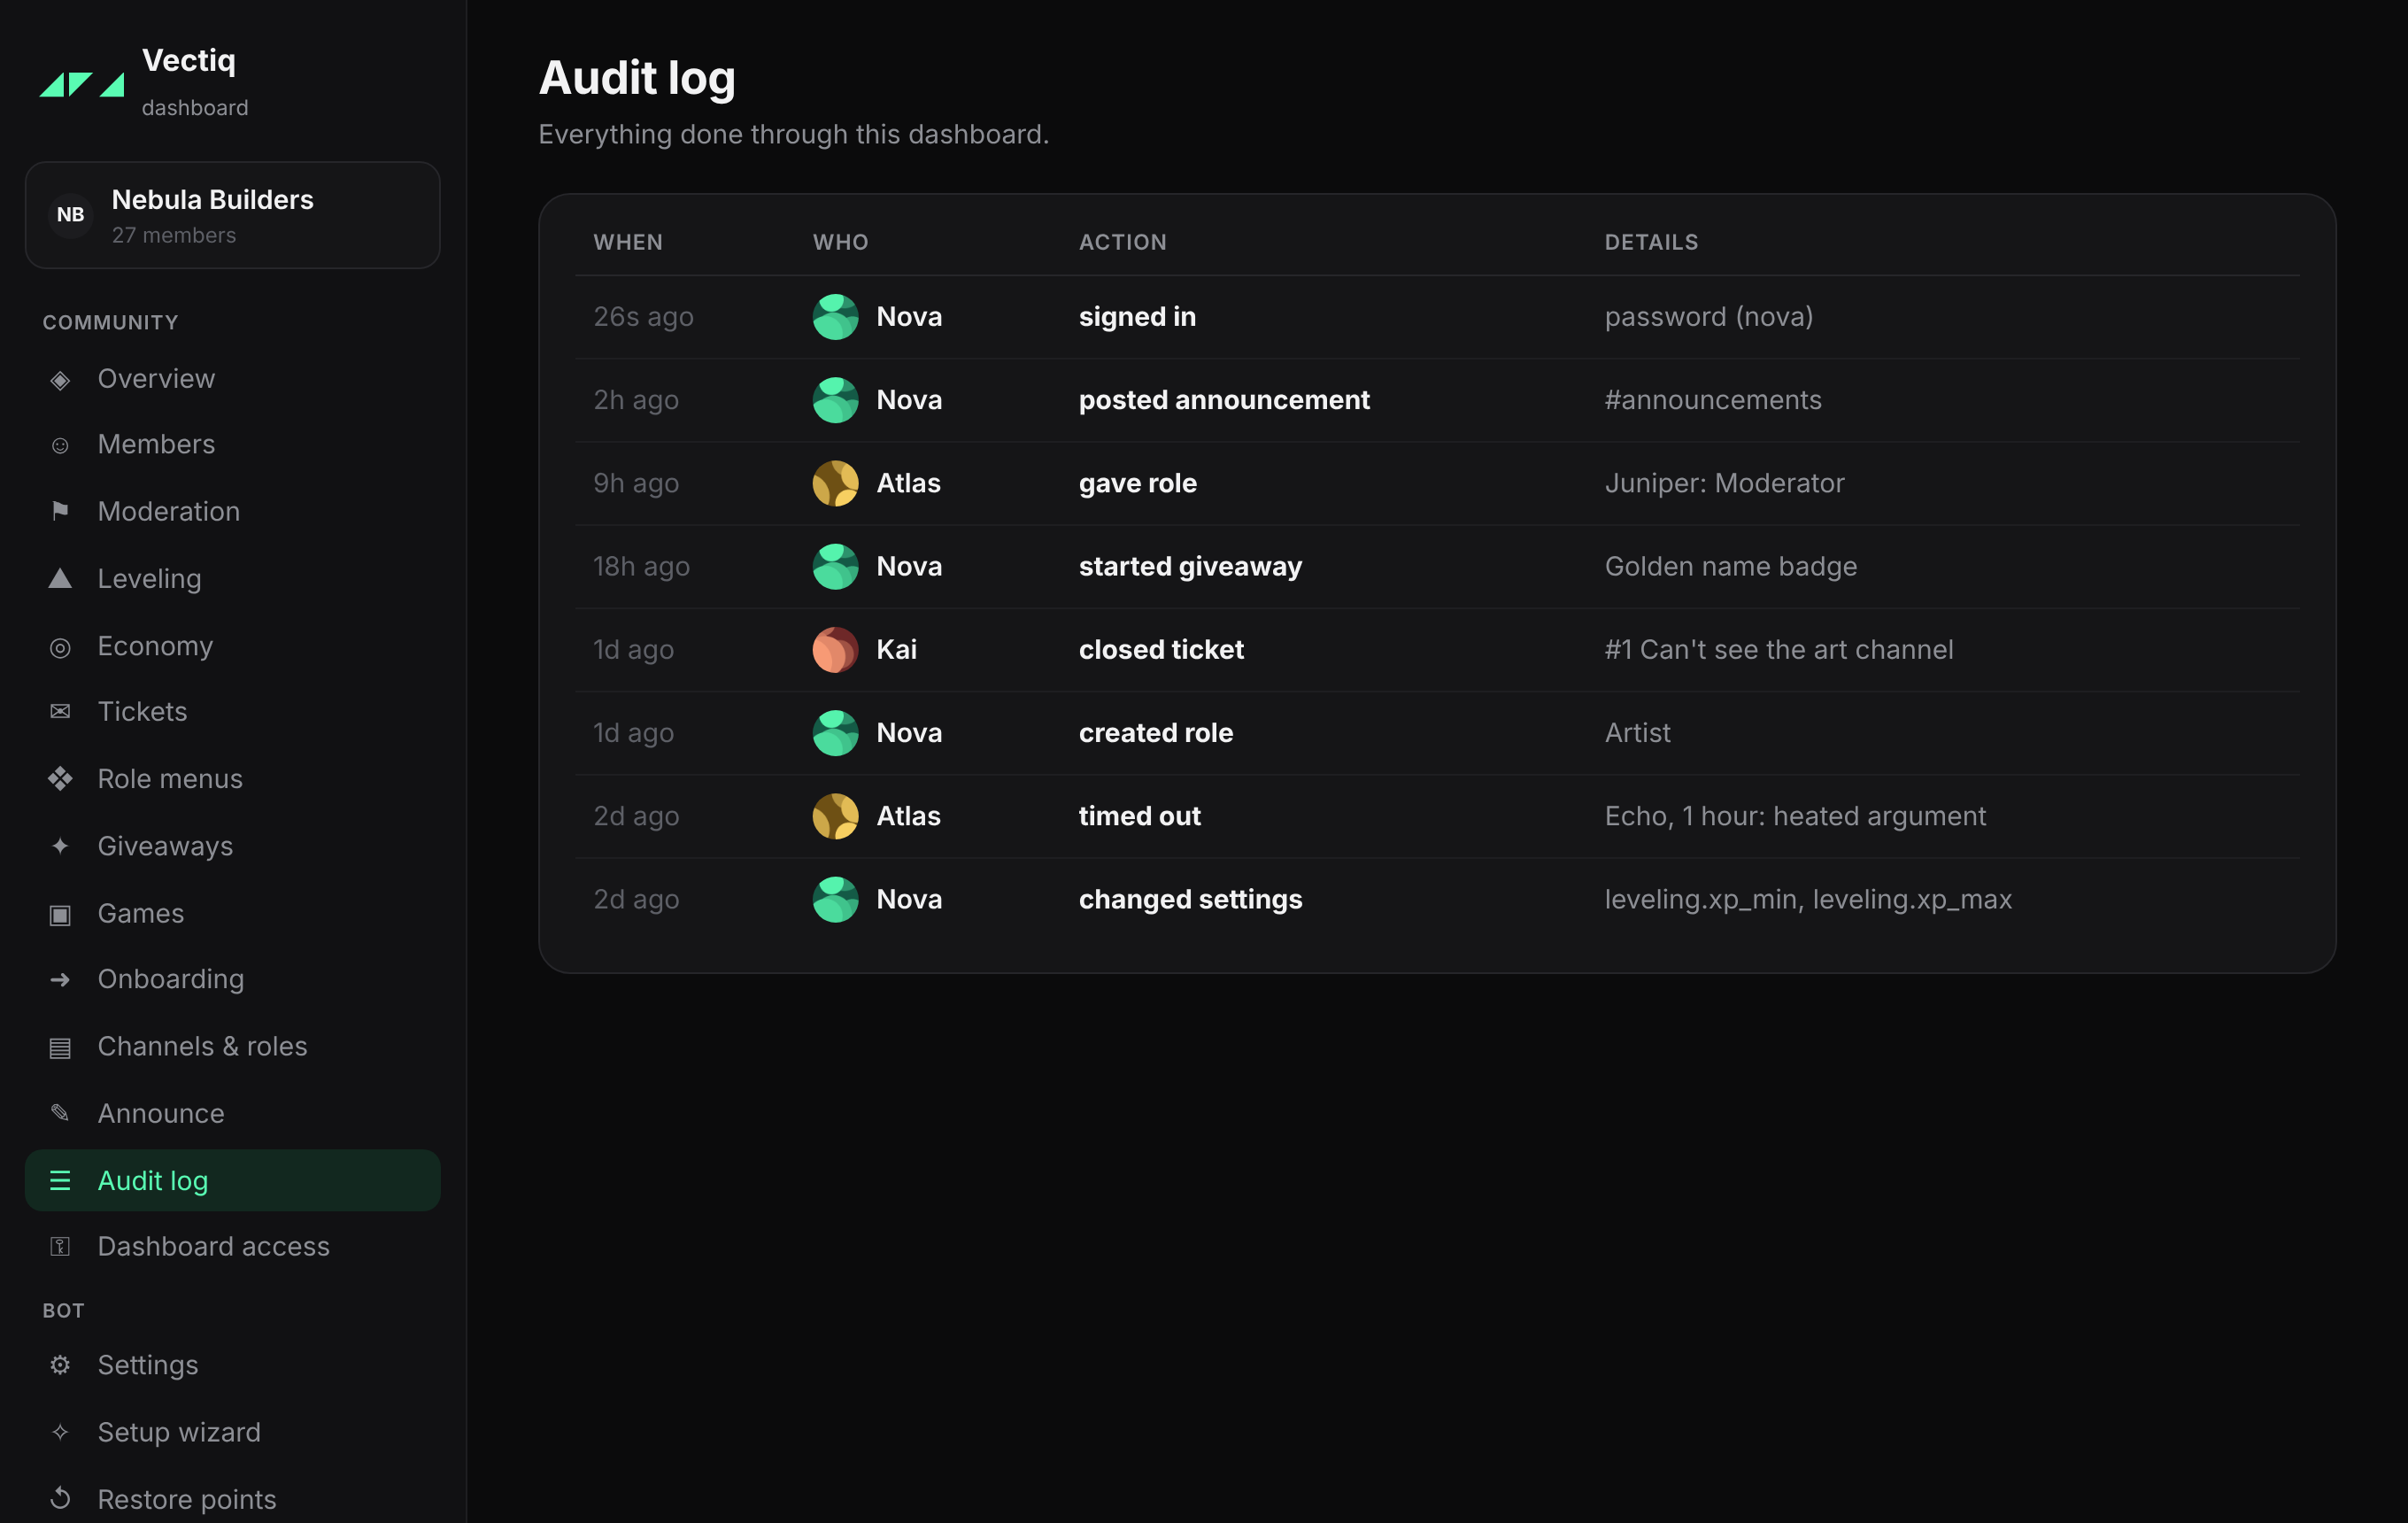 Vectiq
dashboard
NB
Nebula Builders
27 members
COMMUNITY
Overview
Members
Moderation
Leveling
Economy
Tickets
Role menus
Giveaways
Games
Onboarding
Channels & roles
Announce
Audit log
Dashboard access
BOT
Settings
Setup wizard
Restore points
Audit log
Everything done through this dashboard.
WHEN WHO ACTION DETAILS
26s ago Nova signed in password (nova)
2h ago Nova posted announcement #announcements
9h ago Atlas gave role Juniper: Moderator
18h ago Nova started giveaway Golden name badge
1d ago Kai closed ticket #1 Can't see the art channel
1d ago Nova created role Artist
2d ago Atlas timed out Echo, 1 hour: heated argument
2d ago Nova changed settings leveling.xp_min, leveling.xp_max